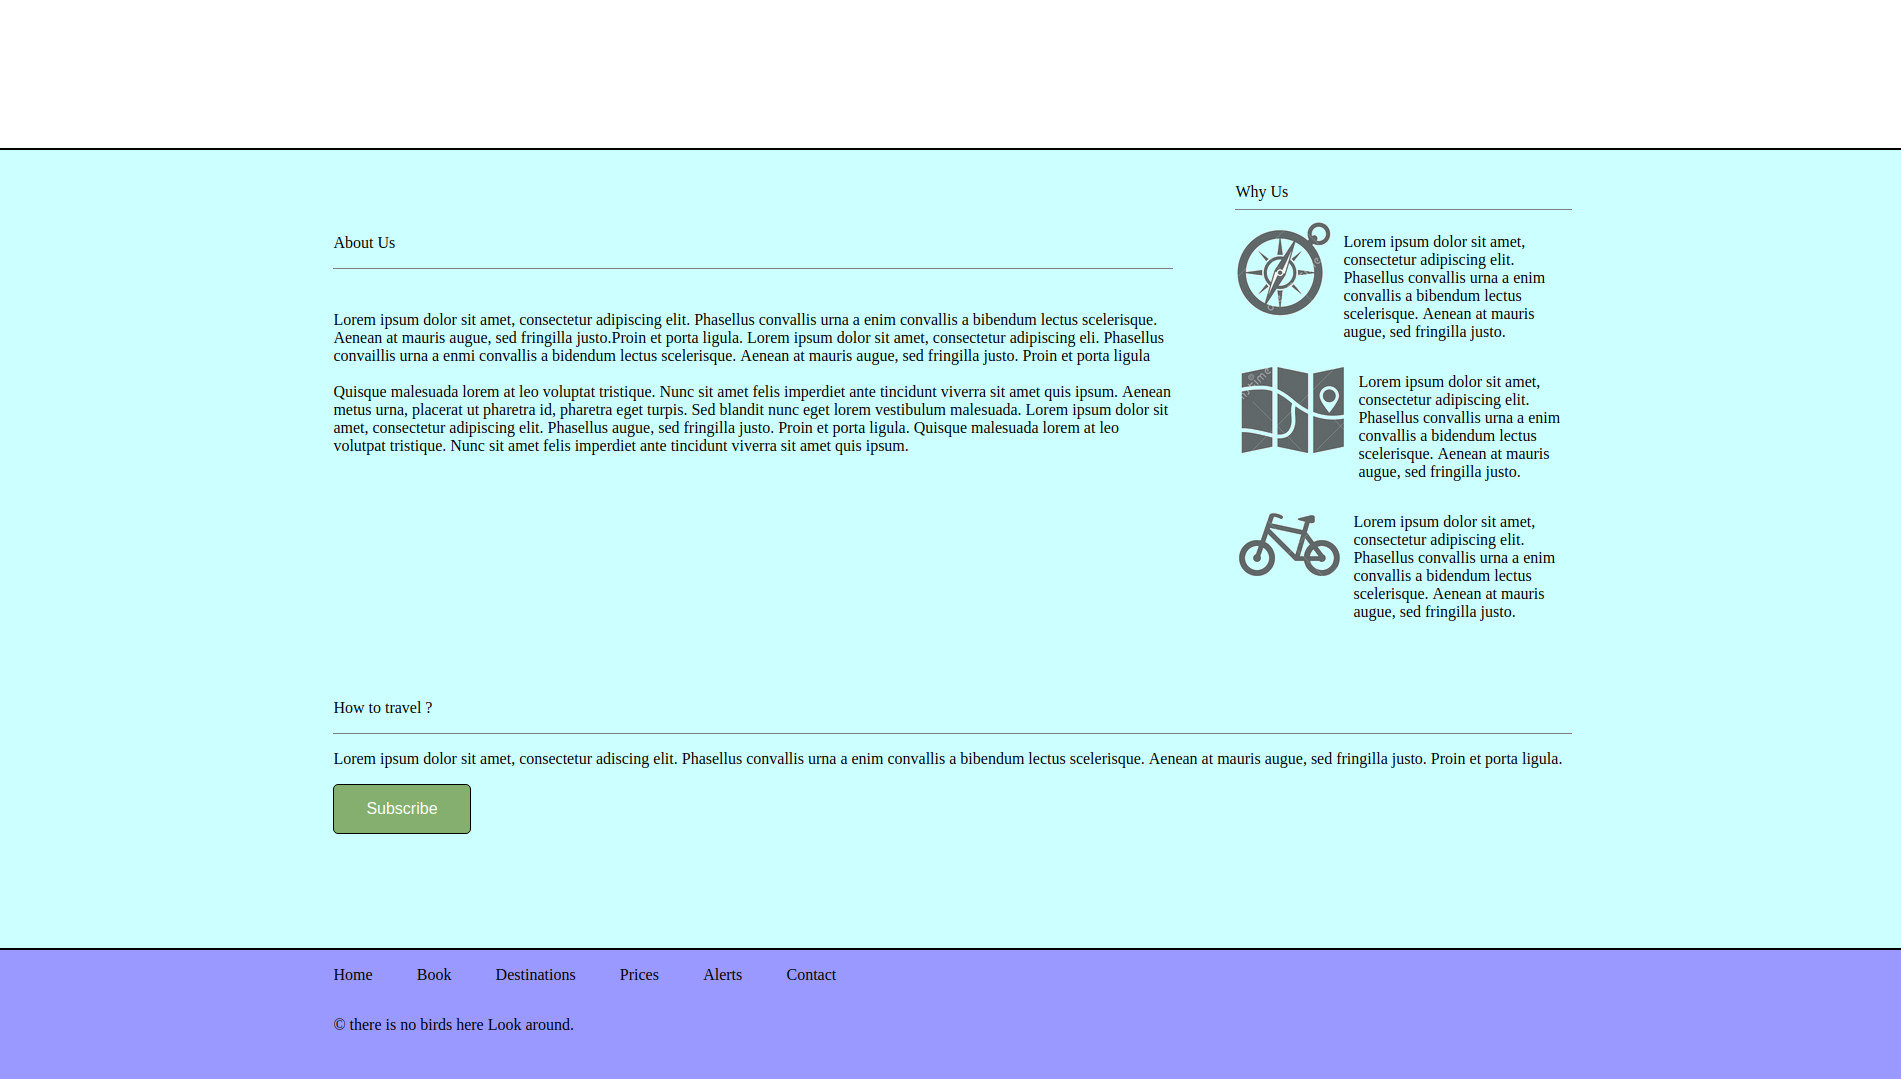 Why Us
About Us
Lorem ipsum dolor sit amet, consectetur adipiscing elit. Phasellus convallis urna a enim convallis a bibendum lectus scelerisque.
Aenean at mauris augue, sed fringilla justo.Proin et porta ligula. Lorem ipsum dolor sit amet, consectetur adipiscing eli. Phasellus
convaillis urna a enmi convallis a bidendum lectus scelerisque. Aenean at mauris augue, sed fringilla justo. Proin et porta ligula
Quisque malesuada lorem at leo voluptat tristique. Nunc sit amet felis imperdiet ante tincidunt viverra sit amet quis ipsum. Aenean
metus urna, placerat ut pharetra id, pharetra eget turpis. Sed blandit nunc eget lorem vestibulum malesuada. Lorem ipsum dolor sit
amet, consectetur adipiscing elit. Phasellus augue, sed fringilla justo. Proin et porta ligula. Quisque malesuada lorem at leo
volutpat tristique. Nunc sit amet felis imperdiet ante tincidunt viverra sit amet quis ipsum.
Lorem ipsum dolor sit amet,
consectetur adipiscing elit.
Phasellus convallis urna a enim
convallis a bibendum lectus
scelerisque. Aenean at mauris
augue, sed fringilla justo.
Lorem ipsum dolor sit amet,
consectetur adipiscing elit.
Phasellus convallis urna a enim
convallis a bidendum lectus
scelerisque. Aenean at mauris
augue, sed fringilla justo.
Lorem ipsum dolor sit amet,
consectetur adipiscing elit.
Phasellus convallis urna a enim
convallis a bidendum lectus
scelerisque. Aenean at mauris
augue, sed fringilla justo.
How to travel ?
Lorem ipsum dolor sit amet, consectetur adiscing elit. Phasellus convallis urna a enim convallis a bibendum lectus scelerisque. Aenean at mauris augue, sed fringilla justo. Proin et porta ligula.
Subscribe
Home Book Destinations Prices Alerts Contact
© there is no birds here Look around.